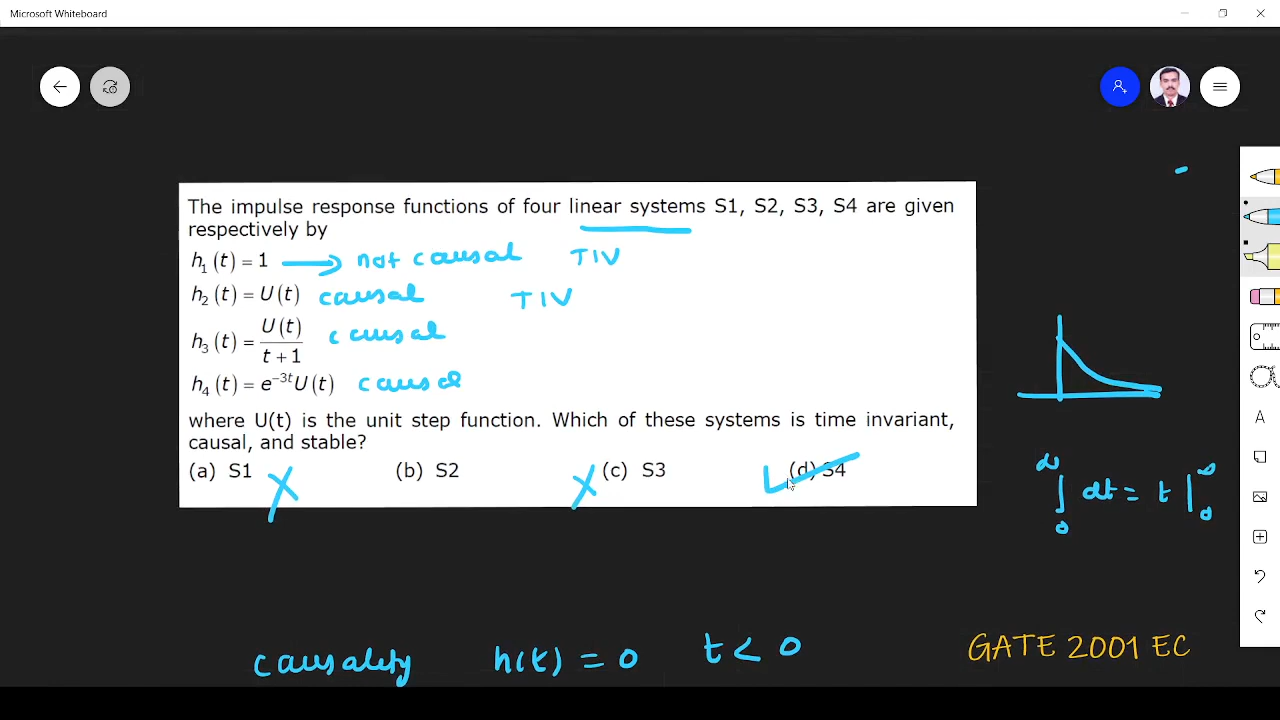 Microsoft Whiteboard
The impulse response functions of four linear systems S1, S2, S3, S4 are given
respectively by
h₁(t) = 1 → not causal TIV
h₂(t) = U(t) causal TIV
h₃(t) = U(t)/(t+1) causal
h₄(t) = e^{-3t}U(t) causal
where U(t) is the unit step function. Which of these systems is time invariant,
causal, and stable?
(a) S1 (b) S2 (c) S3 (d) S4
∫₀^∞ dt = t |₀^∞
causality h(t) = 0 t < 0
GATE 2001 EC